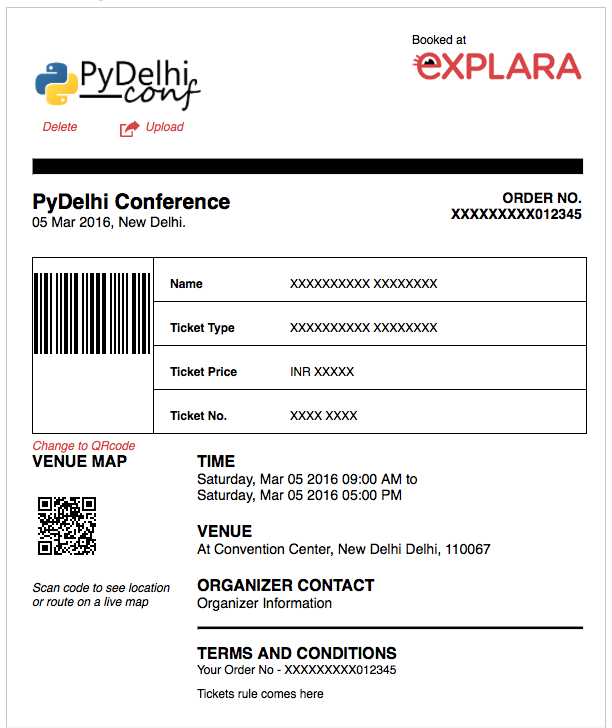 Booked at
PyDelhi
conf
eXPLARA
Delete
Upload
PyDelhi Conference
05 Mar 2016, New Delhi.
ORDER NO.
XXXXXXXXX012345
Name XXXXXXXXXX XXXXXXXX
Ticket Type XXXXXXXXXX XXXXXXXX
Ticket Price INR XXXXX
Ticket No. XXXX XXXX
Change to QRcode
VENUE MAP
Scan code to see location
or route on a live map
TIME
Saturday, Mar 05 2016 09:00 AM to
Saturday, Mar 05 2016 05:00 PM
VENUE
At Convention Center, New Delhi Delhi, 110067
ORGANIZER CONTACT
Organizer Information
TERMS AND CONDITIONS
Your Order No - XXXXXXXXX012345
Tickets rule comes here